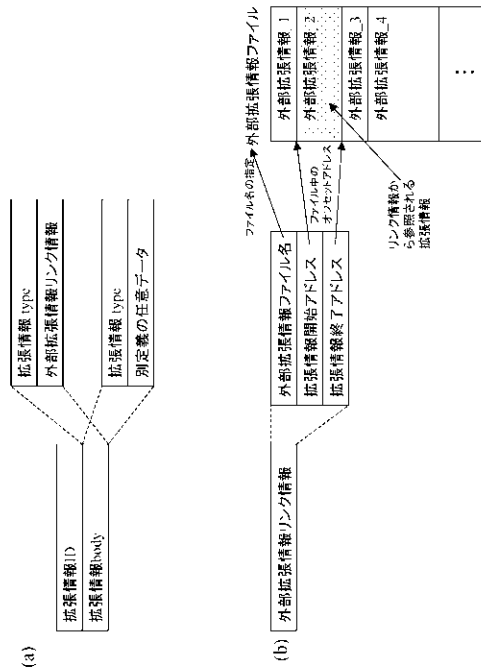 (a)
拡張情報ID
拡張情報body
拡張情報 type
外部拡張情報リンク情報
拡張情報 type
別定義の任意データ
(b)
外部拡張情報リンク情報
外部拡張情報ファイル名
拡張情報開始アドレス
拡張情報終了アドレス
ファイル名の指定
外部拡張情報ファイル
ファイル中の
オフセットアドレス
外部拡張情報_1
外部拡張情報_2
外部拡張情報_3
外部拡張情報_4
…
リンク情報か
ら参照される
拡張情報